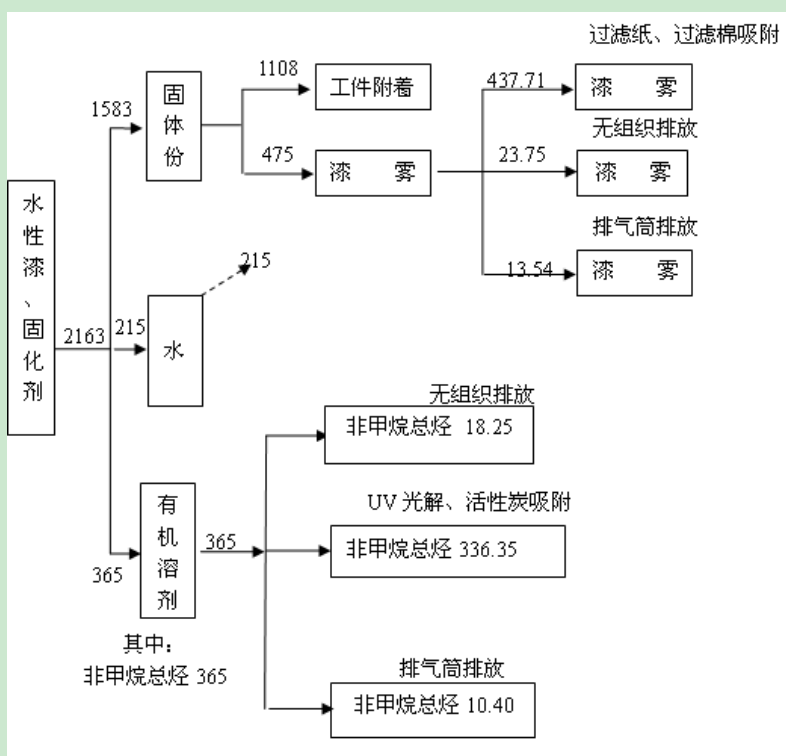 过滤纸、过滤棉吸附
1108
工件附着
437.71
漆 雾
1583
固体份
无组织排放
475
漆 雾
23.75
漆 雾
排气筒排放
13.54
漆 雾
水性漆、固化剂
2163
215
水
215
无组织排放
非甲烷总烃 18.25
UV 光解、活性炭吸附
有机溶剂
365
365
非甲烷总烃 336.35
其中：
非甲烷总烃 365
排气筒排放
非甲烷总烃 10.40